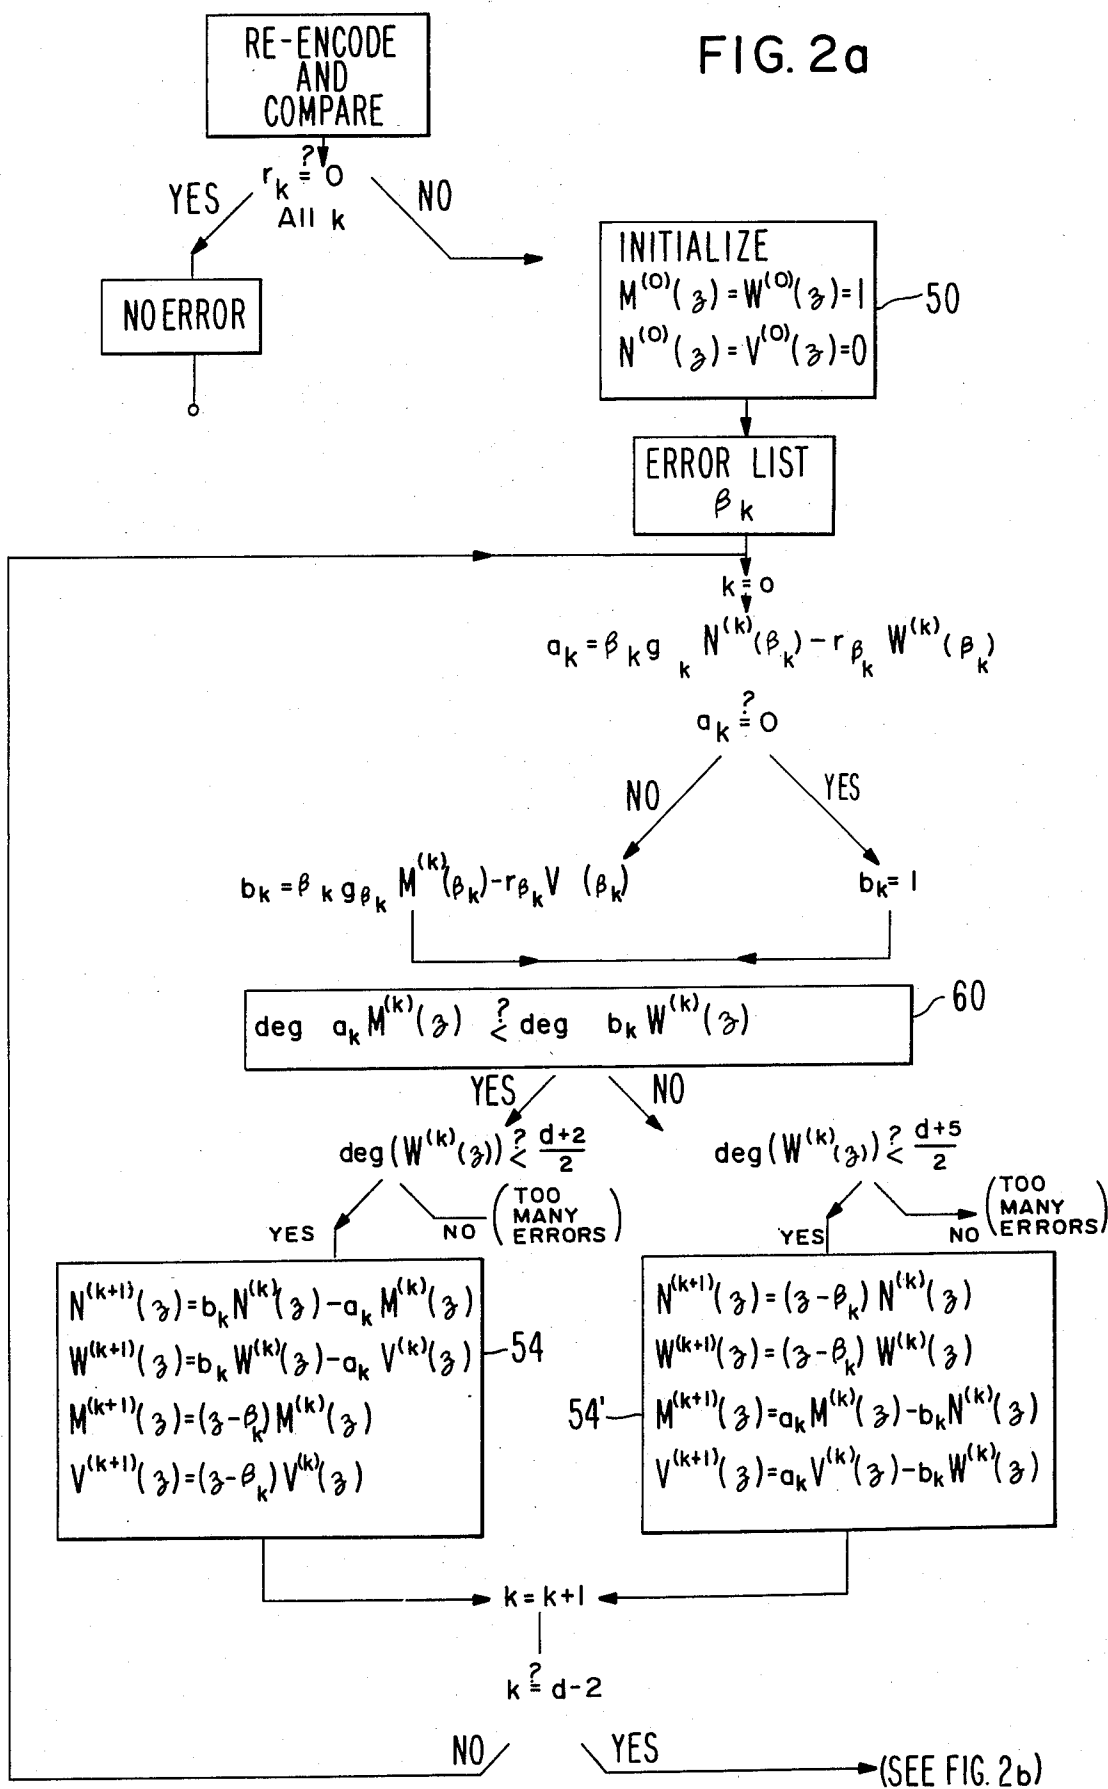 FIG. 2a
RE-ENCODE
AND
COMPARE
r_k ?= 0
All k
YES
NO
NO ERROR
INITIALIZE
M^(0)(z) = W^(0)(z) = 1
N^(0)(z) = V^(0)(z) = 0
50
ERROR LIST
β_k
k = 0
a_k = β_k g_k N^(k)(β_k) - r_β_k W^(k)(β_k)
a_k ?= 0
NO
YES
b_k = β_k g_β_k M^(k)(β_k) - r_β_k V (β_k)
b_k = 1
deg a_k M^(k)(z) ?< deg b_k W^(k)(z)
60
YES
NO
deg(W^(k)(z)) ?< d+2/2
deg(W^(k)(z)) ?< d+5/2
YES
NO
(TOO
MANY
ERRORS)
YES
NO
(TOO
MANY
ERRORS)
N^(k+1)(z) = b_k N^(k)(z) - a_k M^(k)(z)
W^(k+1)(z) = b_k W^(k)(z) - a_k V^(k)(z)
M^(k+1)(z) = (z - β_k) M^(k)(z)
V^(k+1)(z) = (z - β_k) V^(k)(z)
54
N^(k+1)(z) = (z - β_k) N^(k)(z)
W^(k+1)(z) = (z - β_k) W^(k)(z)
M^(k+1)(z) = a_k M^(k)(z) - b_k N^(k)(z)
V^(k+1)(z) = a_k V^(k)(z) - b_k W^(k)(z)
54'
k = k+1
k ?= d-2
NO
YES
(SEE FIG. 2b)